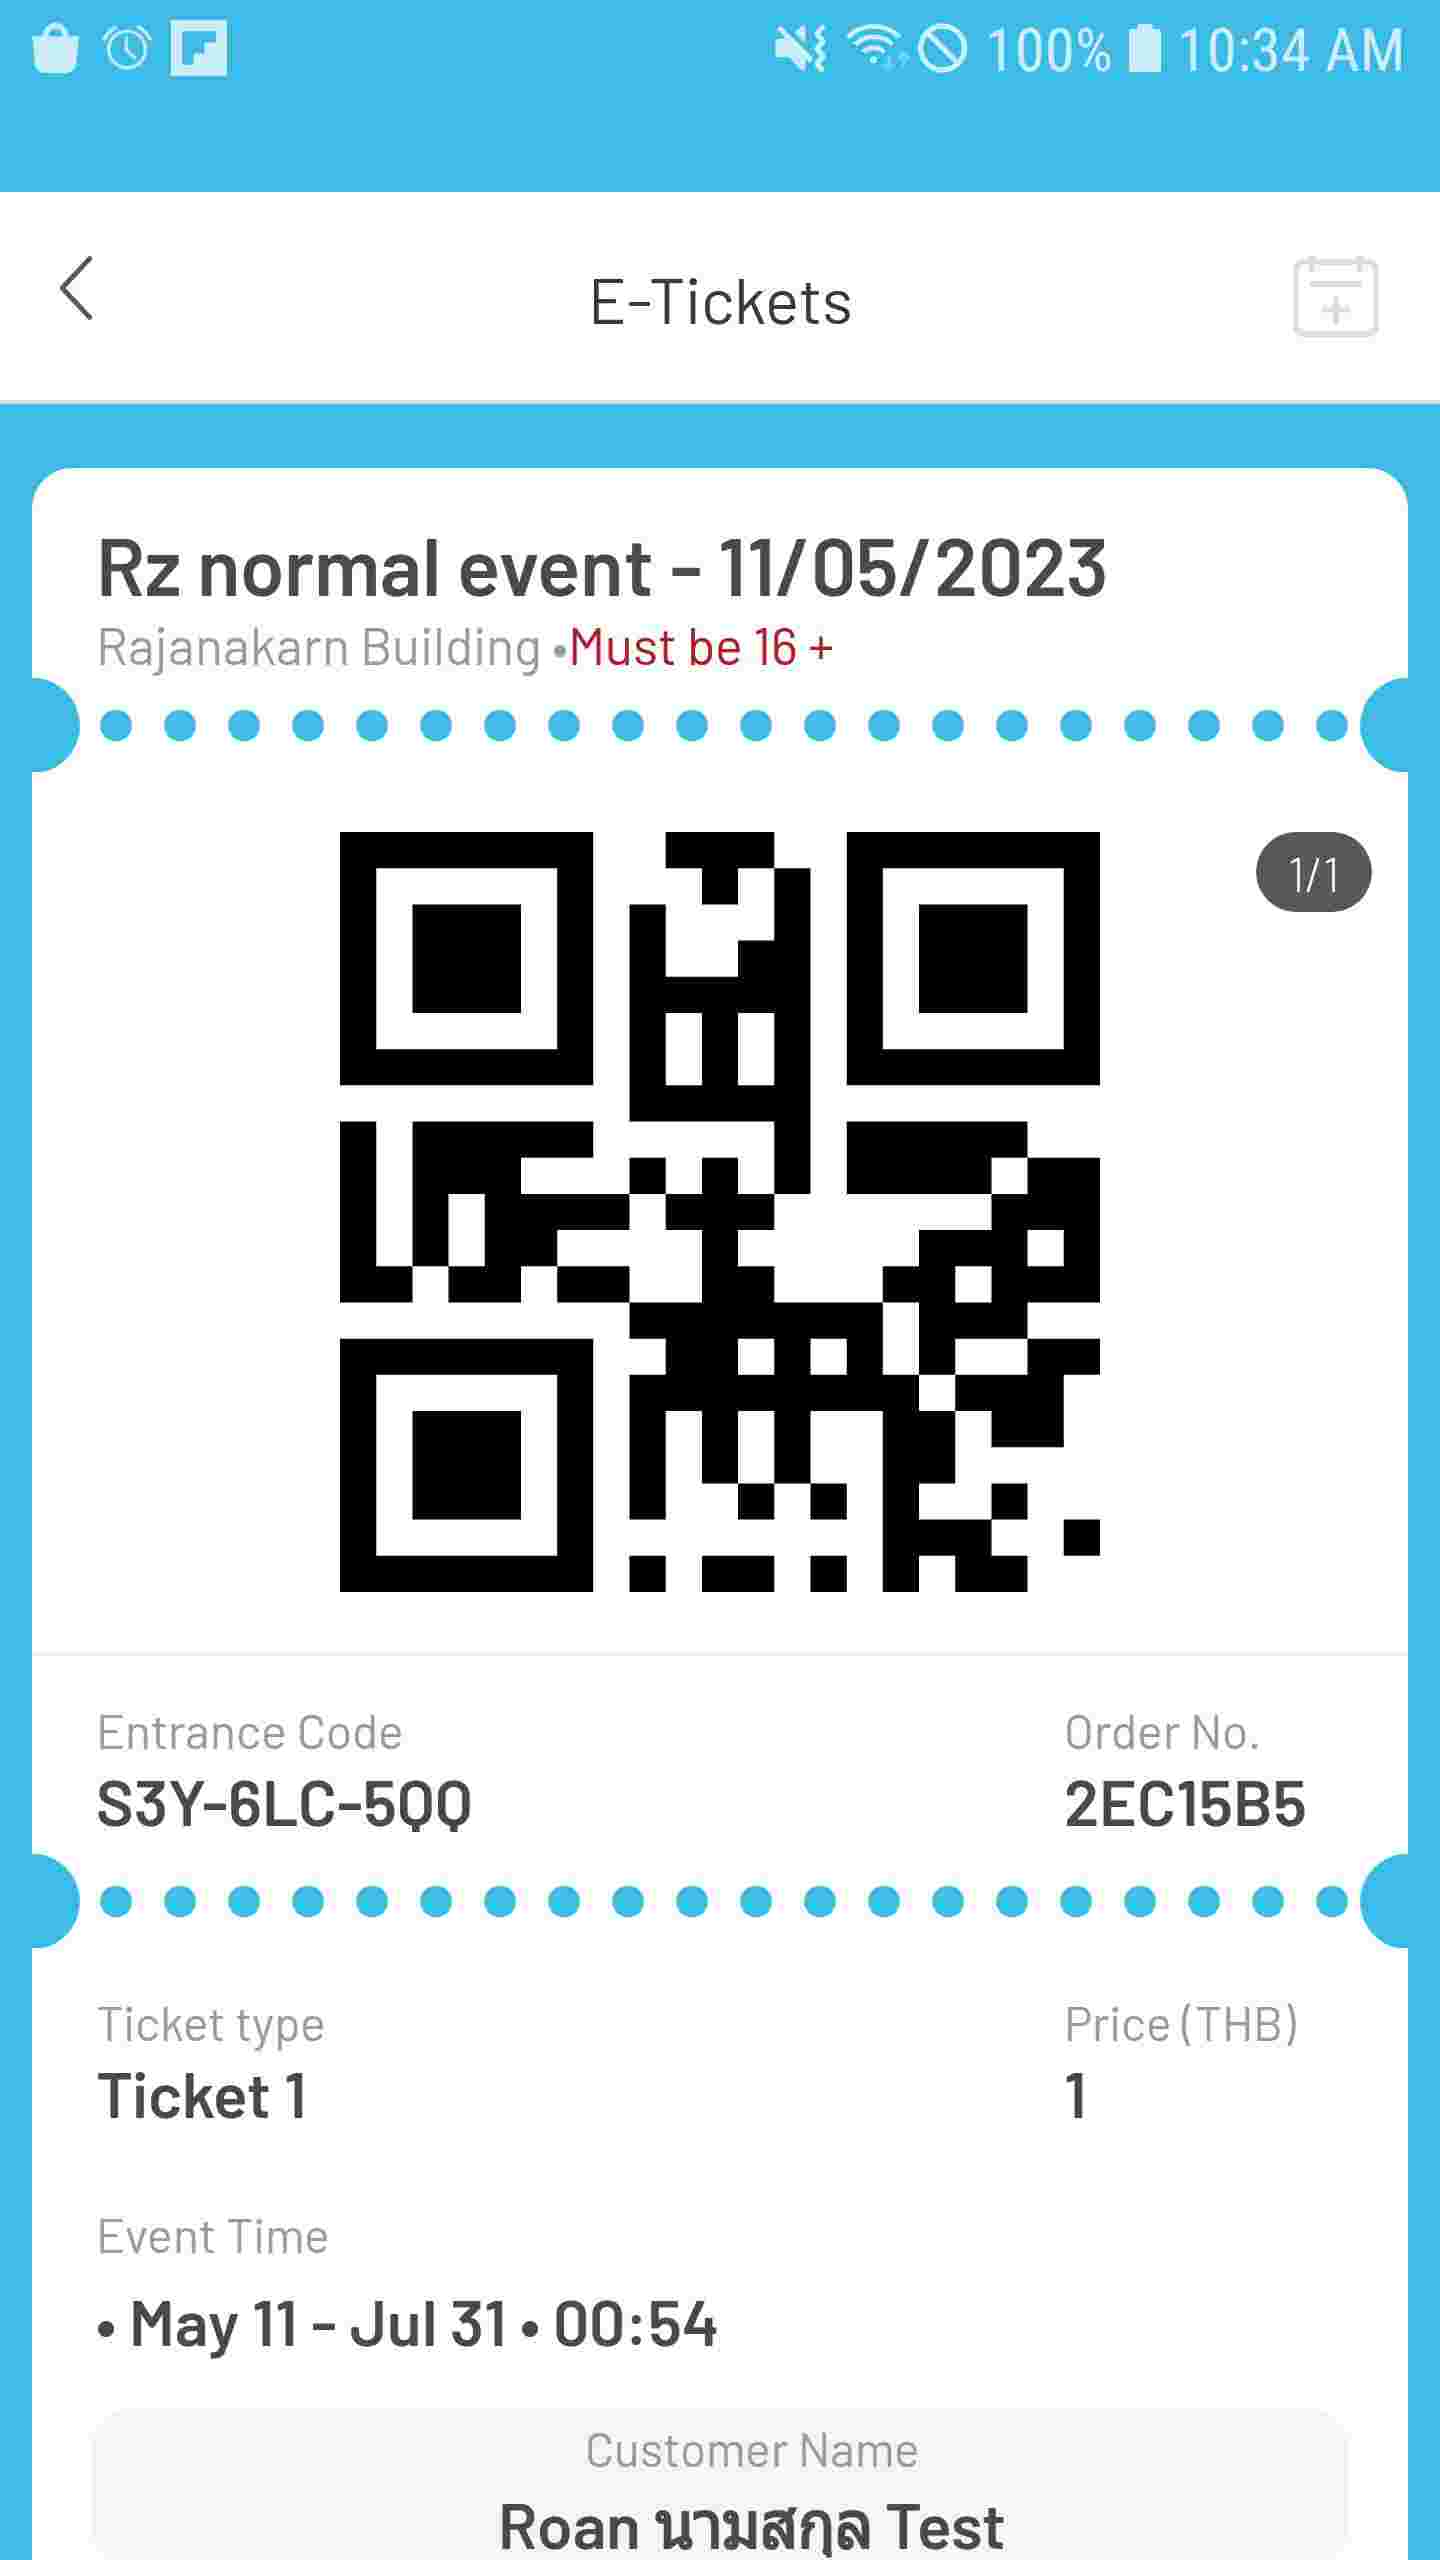 100% 10:34 AM
E-Tickets
Rz normal event - 11/05/2023
Rajanakarn Building •Must be 16 +
1/1
Entrance Code
Order No.
S3Y-6LC-5QQ
2EC15B5
Ticket type
Price (THB)
Ticket 1
1
Event Time
• May 11 - Jul 31 • 00:54
Customer Name
Roan นามสกุล Test